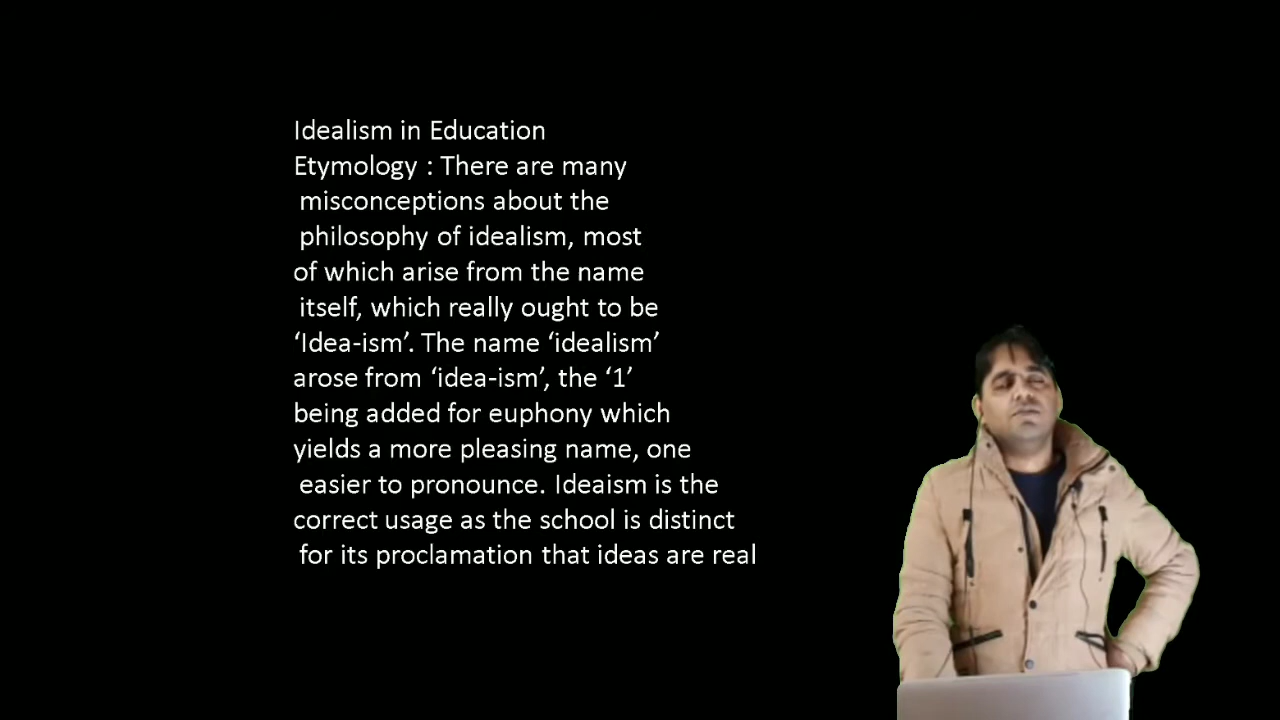 Idealism in Education
Etymology : There are many
misconceptions about the
philosophy of idealism, most
of which arise from the name
itself, which really ought to be
‘Idea-ism’. The name ‘idealism’
arose from ‘idea-ism’, the ‘1’
being added for euphony which
yields a more pleasing name, one
easier to pronounce. Ideaism is the
correct usage as the school is distinct
for its proclamation that ideas are real